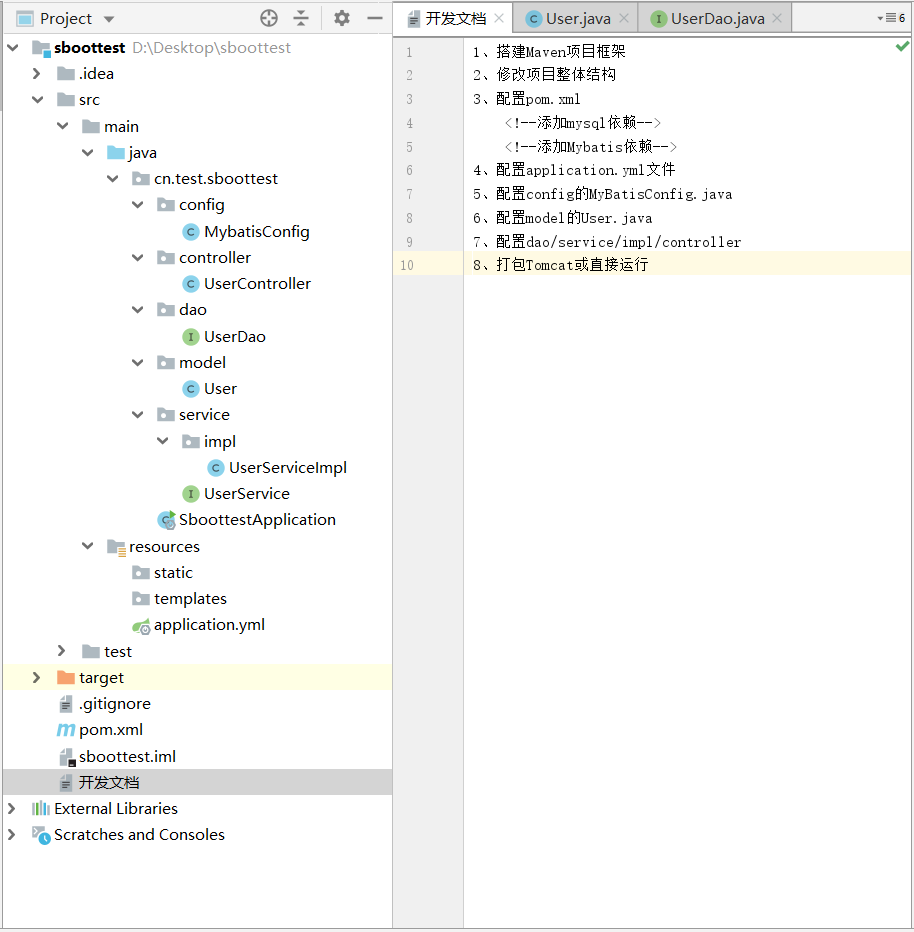 Project
sboottest D:\Desktop\sboottest
.idea
src
main
java
cn.test.sboottest
config
MybatisConfig
controller
UserController
dao
UserDao
model
User
service
impl
UserServiceImpl
UserService
SboottestApplication
resources
static
templates
application.yml
test
target
.gitignore
pom.xml
sboottest.iml
开发文档
External Libraries
Scratches and Consoles
开发文档 User.java UserDao.java 6
1 1、搭建Maven项目框架
2 2、修改项目整体结构
3 3、配置pom.xml
4 <!--添加mysql依赖-->
5 <!--添加Mybatis依赖-->
6 4、配置application.yml文件
7 5、配置config的MyBatisConfig.java
8 6、配置model的User.java
9 7、配置dao/service/impl/controller
10 8、打包Tomcat或直接运行